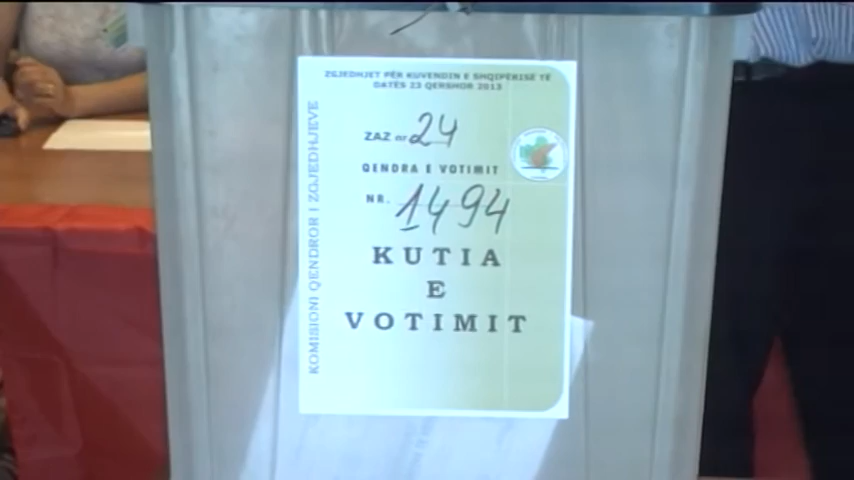 ZGJEDHJET PËR KUVENDIN E SHQIPËRISË TË
DATËS 23 QERSHOR 2013
KOMISIONI QENDROR I ZGJEDHJEVE
ZAZ nr 24
QENDRA E VOTIMIT
NR. 1494
KUTIA
E
VOTIMIT